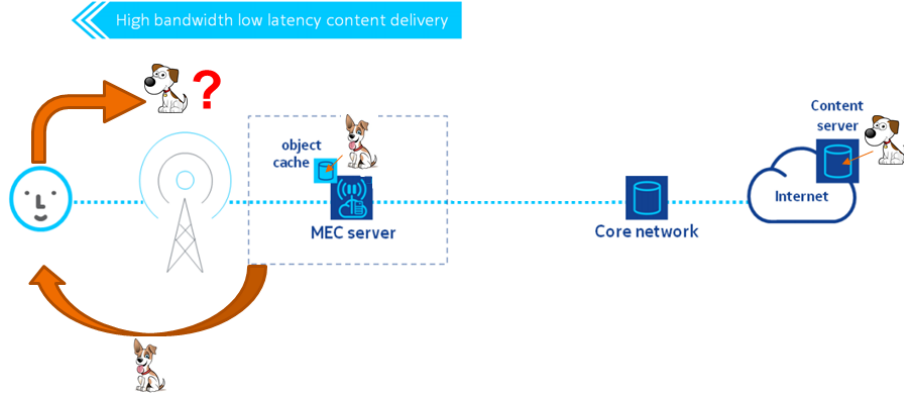 High bandwidth low latency content delivery
?
object
cache
MEC server
Core network
Content
server
Internet